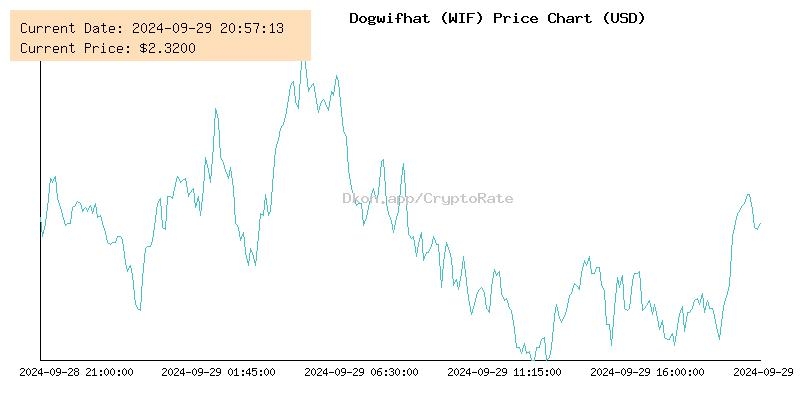 Dogwifhat (WIF) Price Chart (USD)
Current Date: 2024-09-29 20:57:13
Current Price: $2.3200
Dkon.app/CryptoRate
2024-09-28 21:00:00
2024-09-29 01:45:00
2024-09-29 06:30:00
2024-09-29 11:15:00
2024-09-29 16:00:00
2024-09-29